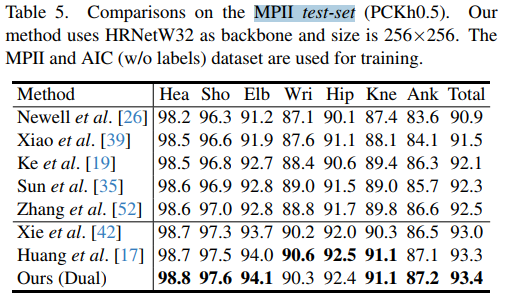 Table 5. Comparisons on the MPII test-set (PCKh0.5). Our
method uses HRNetW32 as backbone and size is 256×256. The
MPII and AIC (w/o labels) dataset are used for training.
Method Hea Sho Elb Wri Hip Kne Ank Total
Newell et al. [26] 98.2 96.3 91.2 87.1 90.1 87.4 83.6 90.9
Xiao et al. [39] 98.5 96.6 91.9 87.6 91.1 88.1 84.1 91.5
Ke et al. [19] 98.5 96.8 92.7 88.4 90.6 89.4 86.3 92.1
Sun et al. [35] 98.6 96.9 92.8 89.0 91.5 89.0 85.7 92.3
Zhang et al. [52] 98.6 97.0 92.8 88.8 91.7 89.8 86.6 92.5
Xie et al. [42] 98.7 97.3 93.7 90.2 92.0 90.3 86.5 93.0
Huang et al. [17] 98.7 97.5 94.0 90.6 92.5 91.1 87.1 93.3
Ours (Dual) 98.8 97.6 94.1 90.3 92.4 91.1 87.2 93.4